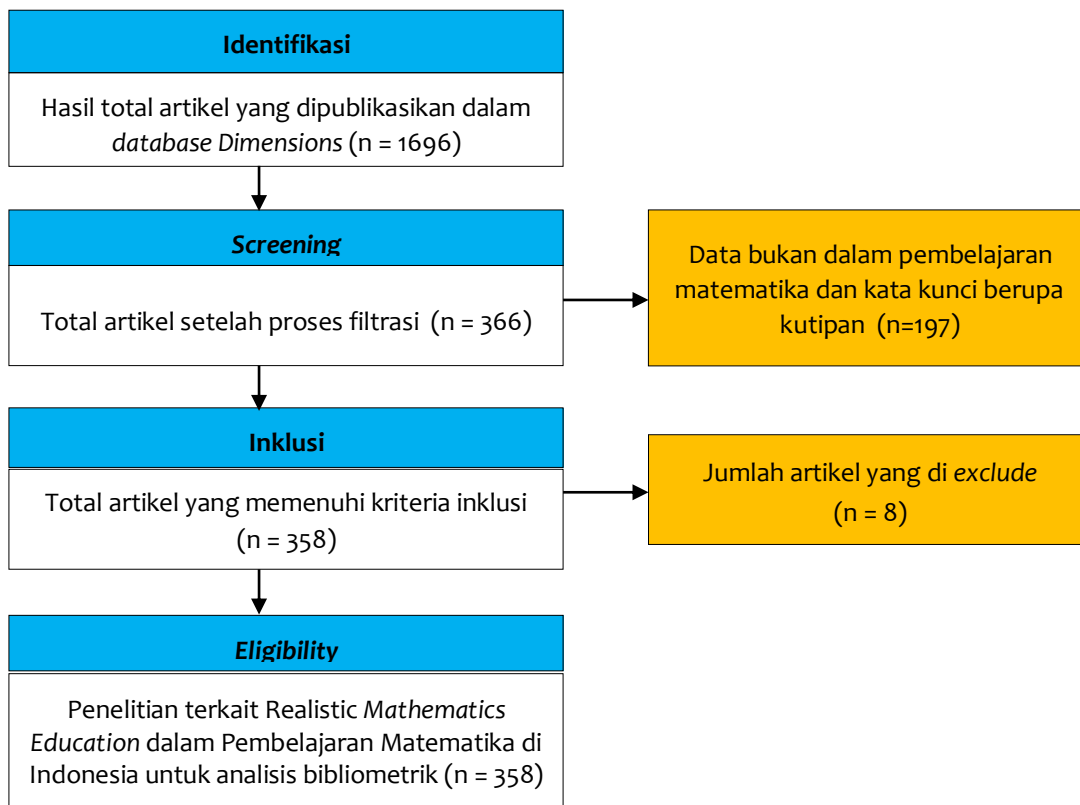 Identifikasi
Hasil total artikel yang dipublikasikan dalam
database Dimensions (n = 1696)
Screening
Total artikel setelah proses filtrasi (n = 366)
Data bukan dalam pembelajaran
matematika dan kata kunci berupa
kutipan (n=197)
Inklusi
Total artikel yang memenuhi kriteria inklusi
(n = 358)
Jumlah artikel yang di exclude
(n = 8)
Eligibility
Penelitian terkait Realistic Mathematics
Education dalam Pembelajaran Matematika di
Indonesia untuk analisis bibliometrik (n = 358)